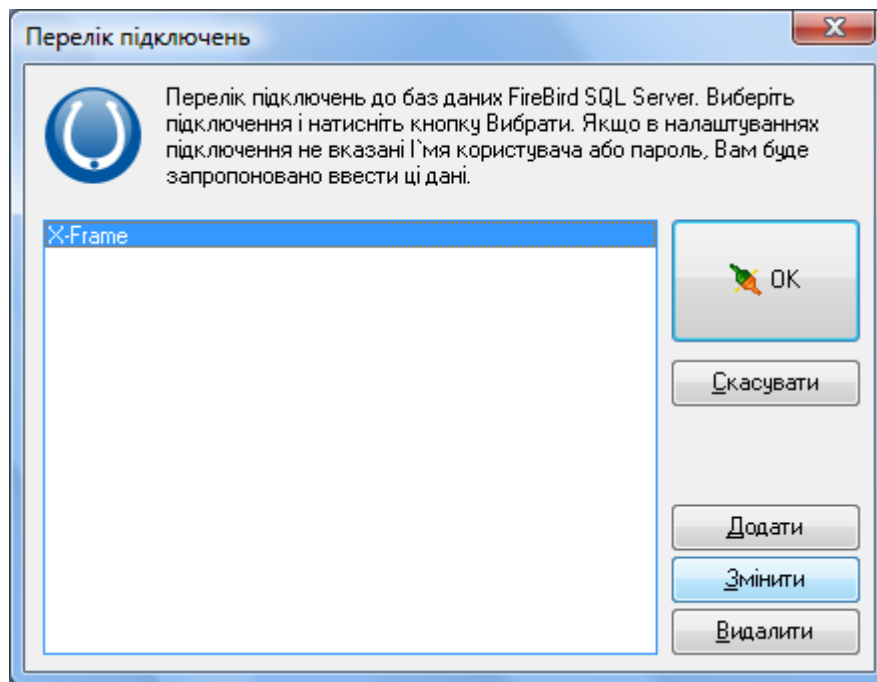 Перелік підключень
Перелік підключень до баз даних FireBird SQL Server. Виберіть
підключення і натисніть кнопку Вибрати. Якщо в налаштуваннях
підключення не вказані І`мя користувача або пароль, Вам буде
запропоновано ввести ці дані.
X-Frame
OK
Скасувати
Додати
Змінити
Видалити